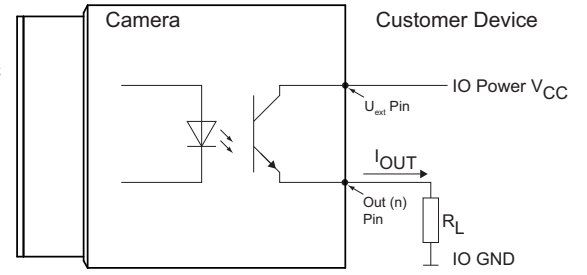 Camera
Customer Device
IO Power VCC
Uext Pin
IOUT
Out (n)
Pin
RL
IO GND